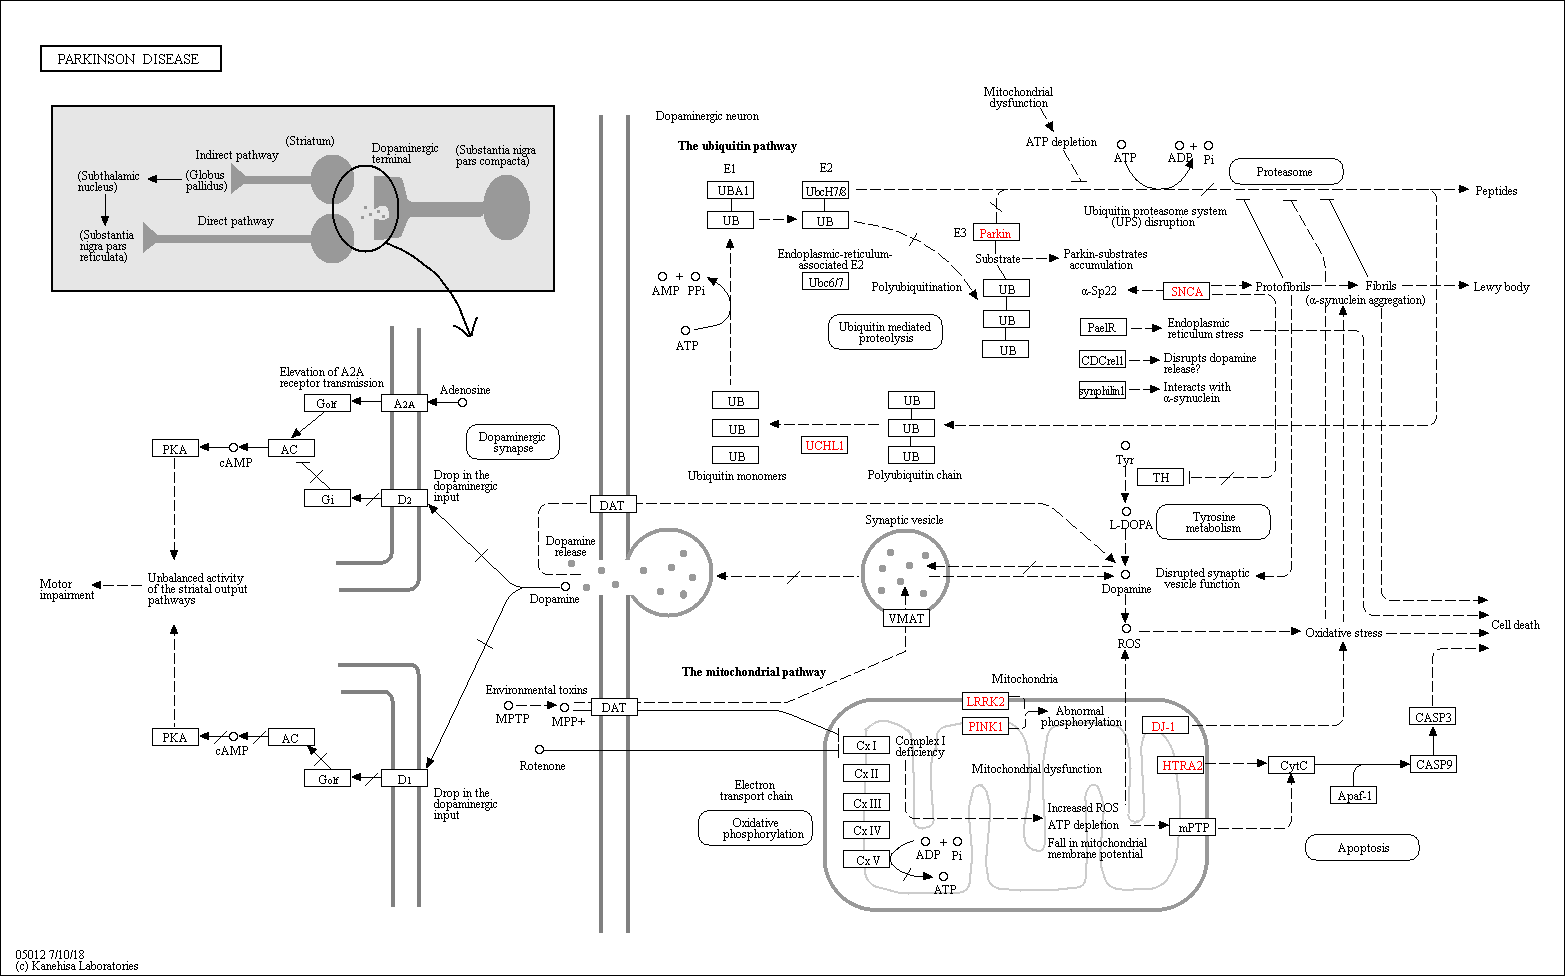 PARKINSON DISEASE
(Striatum)
Indirect pathway
Dopaminergic
terminal
(Substantia nigra
pars compacta)
(Subthalamic
nucleus)
(Globus
pallidus)
Direct pathway
(Substantia
nigra pars
reticulata)
Dopaminergic neuron
The ubiquitin pathway
E1
UBA1
UB
E2
UbcH7/8
UB
Mitochondrial
dysfunction
ATP depletion
ATP
ADP
+
Pi
Proteasome
Peptides
Ubiquitin proteasome system
(UPS) disruption
E3
Parkin
Substrate
Parkin-substrates
accumulation
Endoplasmic-reticulum-
associated E2
Ubc6/7
Polyubiquitination
UB
UB
UB
α-Sp22
SNCA
Protofibrils
Fibrils
(α-synuclein aggregation)
Lewy body
AMP
+
PPi
ATP
Ubiquitin mediated
proteolysis
PaelR
Endoplasmic
reticulum stress
CDCrel1
Disrupts dopamine
release?
synphilin1
Interacts with
α-synuclein
UB
UB
UB
Ubiquitin monomers
UCHL1
UB
UB
UB
Polyubiquitin chain
Elevation of A2A
receptor transmission
Golf
A2A
Adenosine
PKA
cAMP
AC
Gi
D2
Drop in the
dopaminergic
input
Dopaminergic
synapse
Tyr
TH
L-DOPA
Tyrosine
metabolism
DAT
Dopamine
release
Synaptic vesicle
Dopamine
Dopamine
Disrupted synaptic
vesicle function
VMAT
ROS
Oxidative stress
Cell death
Motor
impairment
Unbalanced activity
of the striatal output
pathways
The mitochondrial pathway
Environmental toxins
MPTP
MPP+
DAT
Rotenone
PKA
cAMP
AC
Golf
D1
Drop in the
dopaminergic
input
Mitochondria
LRRK2
PINK1
Abnormal
phosphorylation
DJ-1
HTRA2
Cx I
Cx II
Cx III
Cx IV
Cx V
Complex I
deficiency
Mitochondrial dysfunction
Electron
transport chain
Oxidative
phosphorylation
Increased ROS
ATP depletion
Fall in mitochondrial
membrane potential
ADP
+
Pi
ATP
mPTP
CytC
Apaf-1
CASP9
CASP3
Apoptosis
05012 7/10/18
(c) Kanehisa Laboratories